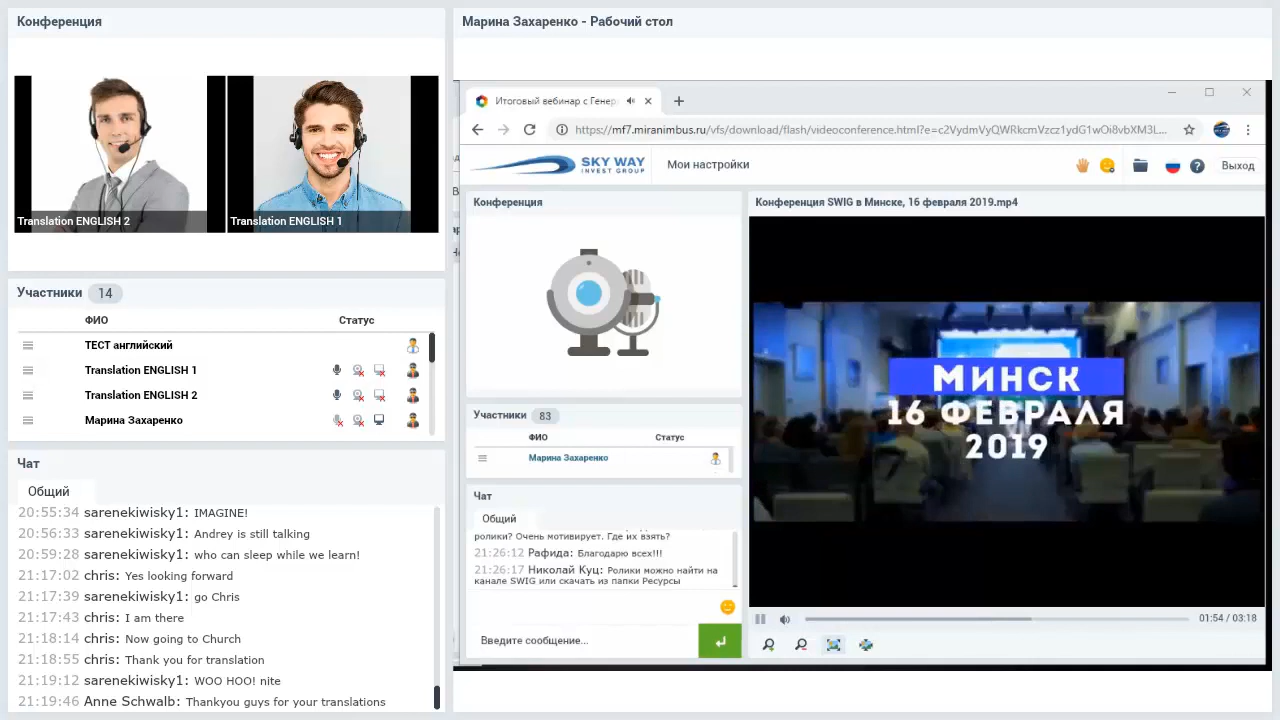 Конференция
Translation ENGLISH 2
Translation ENGLISH 1
Участники 14
ФИО Статус
ТЕСТ английский
Translation ENGLISH 1
Translation ENGLISH 2
Марина Захаренко
Чат
Общий
20:55:34 sarenekiwisky1: IMAGINE!
20:56:33 sarenekiwisky1: Andrey is still talking
20:59:28 sarenekiwisky1: who can sleep while we learn!
21:17:02 chris: Yes looking forward
21:17:39 sarenekiwisky1: go Chris
21:17:43 chris: I am there
21:18:14 chris: Now going to Church
21:18:55 chris: Thank you for translation
21:19:12 sarenekiwisky1: WOO HOO! nite
21:19:46 Anne Schwalb: Thankyou guys for your translations
Марина Захаренко - Рабочий стол
Итоговый вебинар с Генер
https://mf7.miranimbus.ru/vfs/download/flash/videoconference.html?e=c2VydmVyQWRkcmVzcz1ydG1wOi8vbXM3L...
SKY WAY
INVEST GROUP
Мои настройки
Выход
Конференция
Участники 83
ФИО Статус
Марина Захаренко
Чат
Общий
ролики? Очень мотивирует. Где их взять?
21:26:12 Рафида: Благодарю всех!!!
21:26:17 Николай Куц: Ролики можно найти на
канале SWIG или скачать из папки Ресурсы
Введите сообщение...
Конференция SWIG в Минске, 16 февраля 2019.mp4
МИНСК
16 ФЕВРАЛЯ
2019
01:54 / 03:18